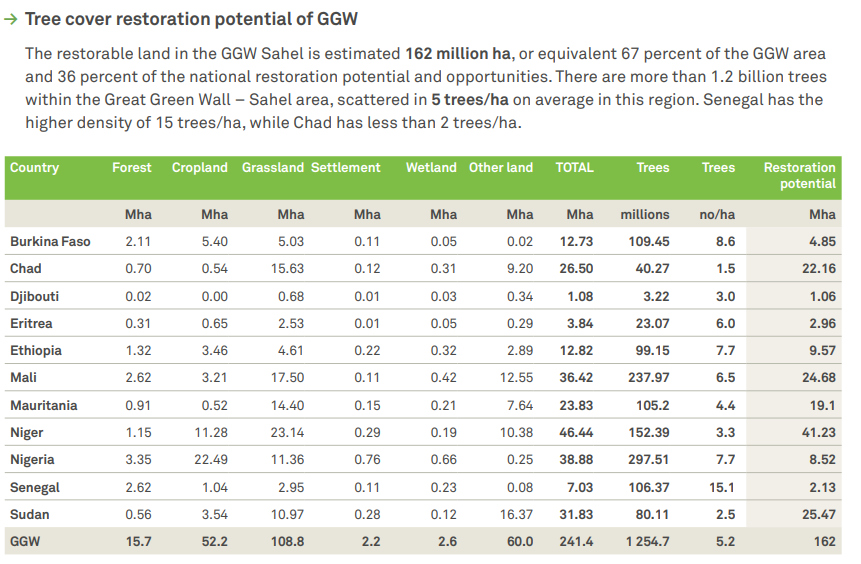 → Tree cover restoration potential of GGW
The restorable land in the GGW Sahel is estimated 162 million ha, or equivalent 67 percent of the GGW area
and 36 percent of the national restoration potential and opportunities. There are more than 1.2 billion trees
within the Great Green Wall – Sahel area, scattered in 5 trees/ha on average in this region. Senegal has the
higher density of 15 trees/ha, while Chad has less than 2 trees/ha.
Country Forest Cropland Grassland Settlement Wetland Other land TOTAL Trees Trees Restoration
potential
Mha Mha Mha Mha Mha Mha Mha millions no/ha Mha
Burkina Faso 2.11 5.40 5.03 0.11 0.05 0.02 12.73 109.45 8.6 4.85
Chad 0.70 0.54 15.63 0.12 0.31 9.20 26.50 40.27 1.5 22.16
Djibouti 0.02 0.00 0.68 0.01 0.03 0.34 1.08 3.22 3.0 1.06
Eritrea 0.31 0.65 2.53 0.01 0.05 0.29 3.84 23.07 6.0 2.96
Ethiopia 1.32 3.46 4.61 0.22 0.32 2.89 12.82 99.15 7.7 9.57
Mali 2.62 3.21 17.50 0.11 0.42 12.55 36.42 237.97 6.5 24.68
Mauritania 0.91 0.52 14.40 0.15 0.21 7.64 23.83 105.2 4.4 19.1
Niger 1.15 11.28 23.14 0.29 0.19 10.38 46.44 152.39 3.3 41.23
Nigeria 3.35 22.49 11.36 0.76 0.66 0.25 38.88 297.51 7.7 8.52
Senegal 2.62 1.04 2.95 0.11 0.23 0.08 7.03 106.37 15.1 2.13
Sudan 0.56 3.54 10.97 0.28 0.12 16.37 31.83 80.11 2.5 25.47
GGW 15.7 52.2 108.8 2.2 2.6 60.0 241.4 1 254.7 5.2 162